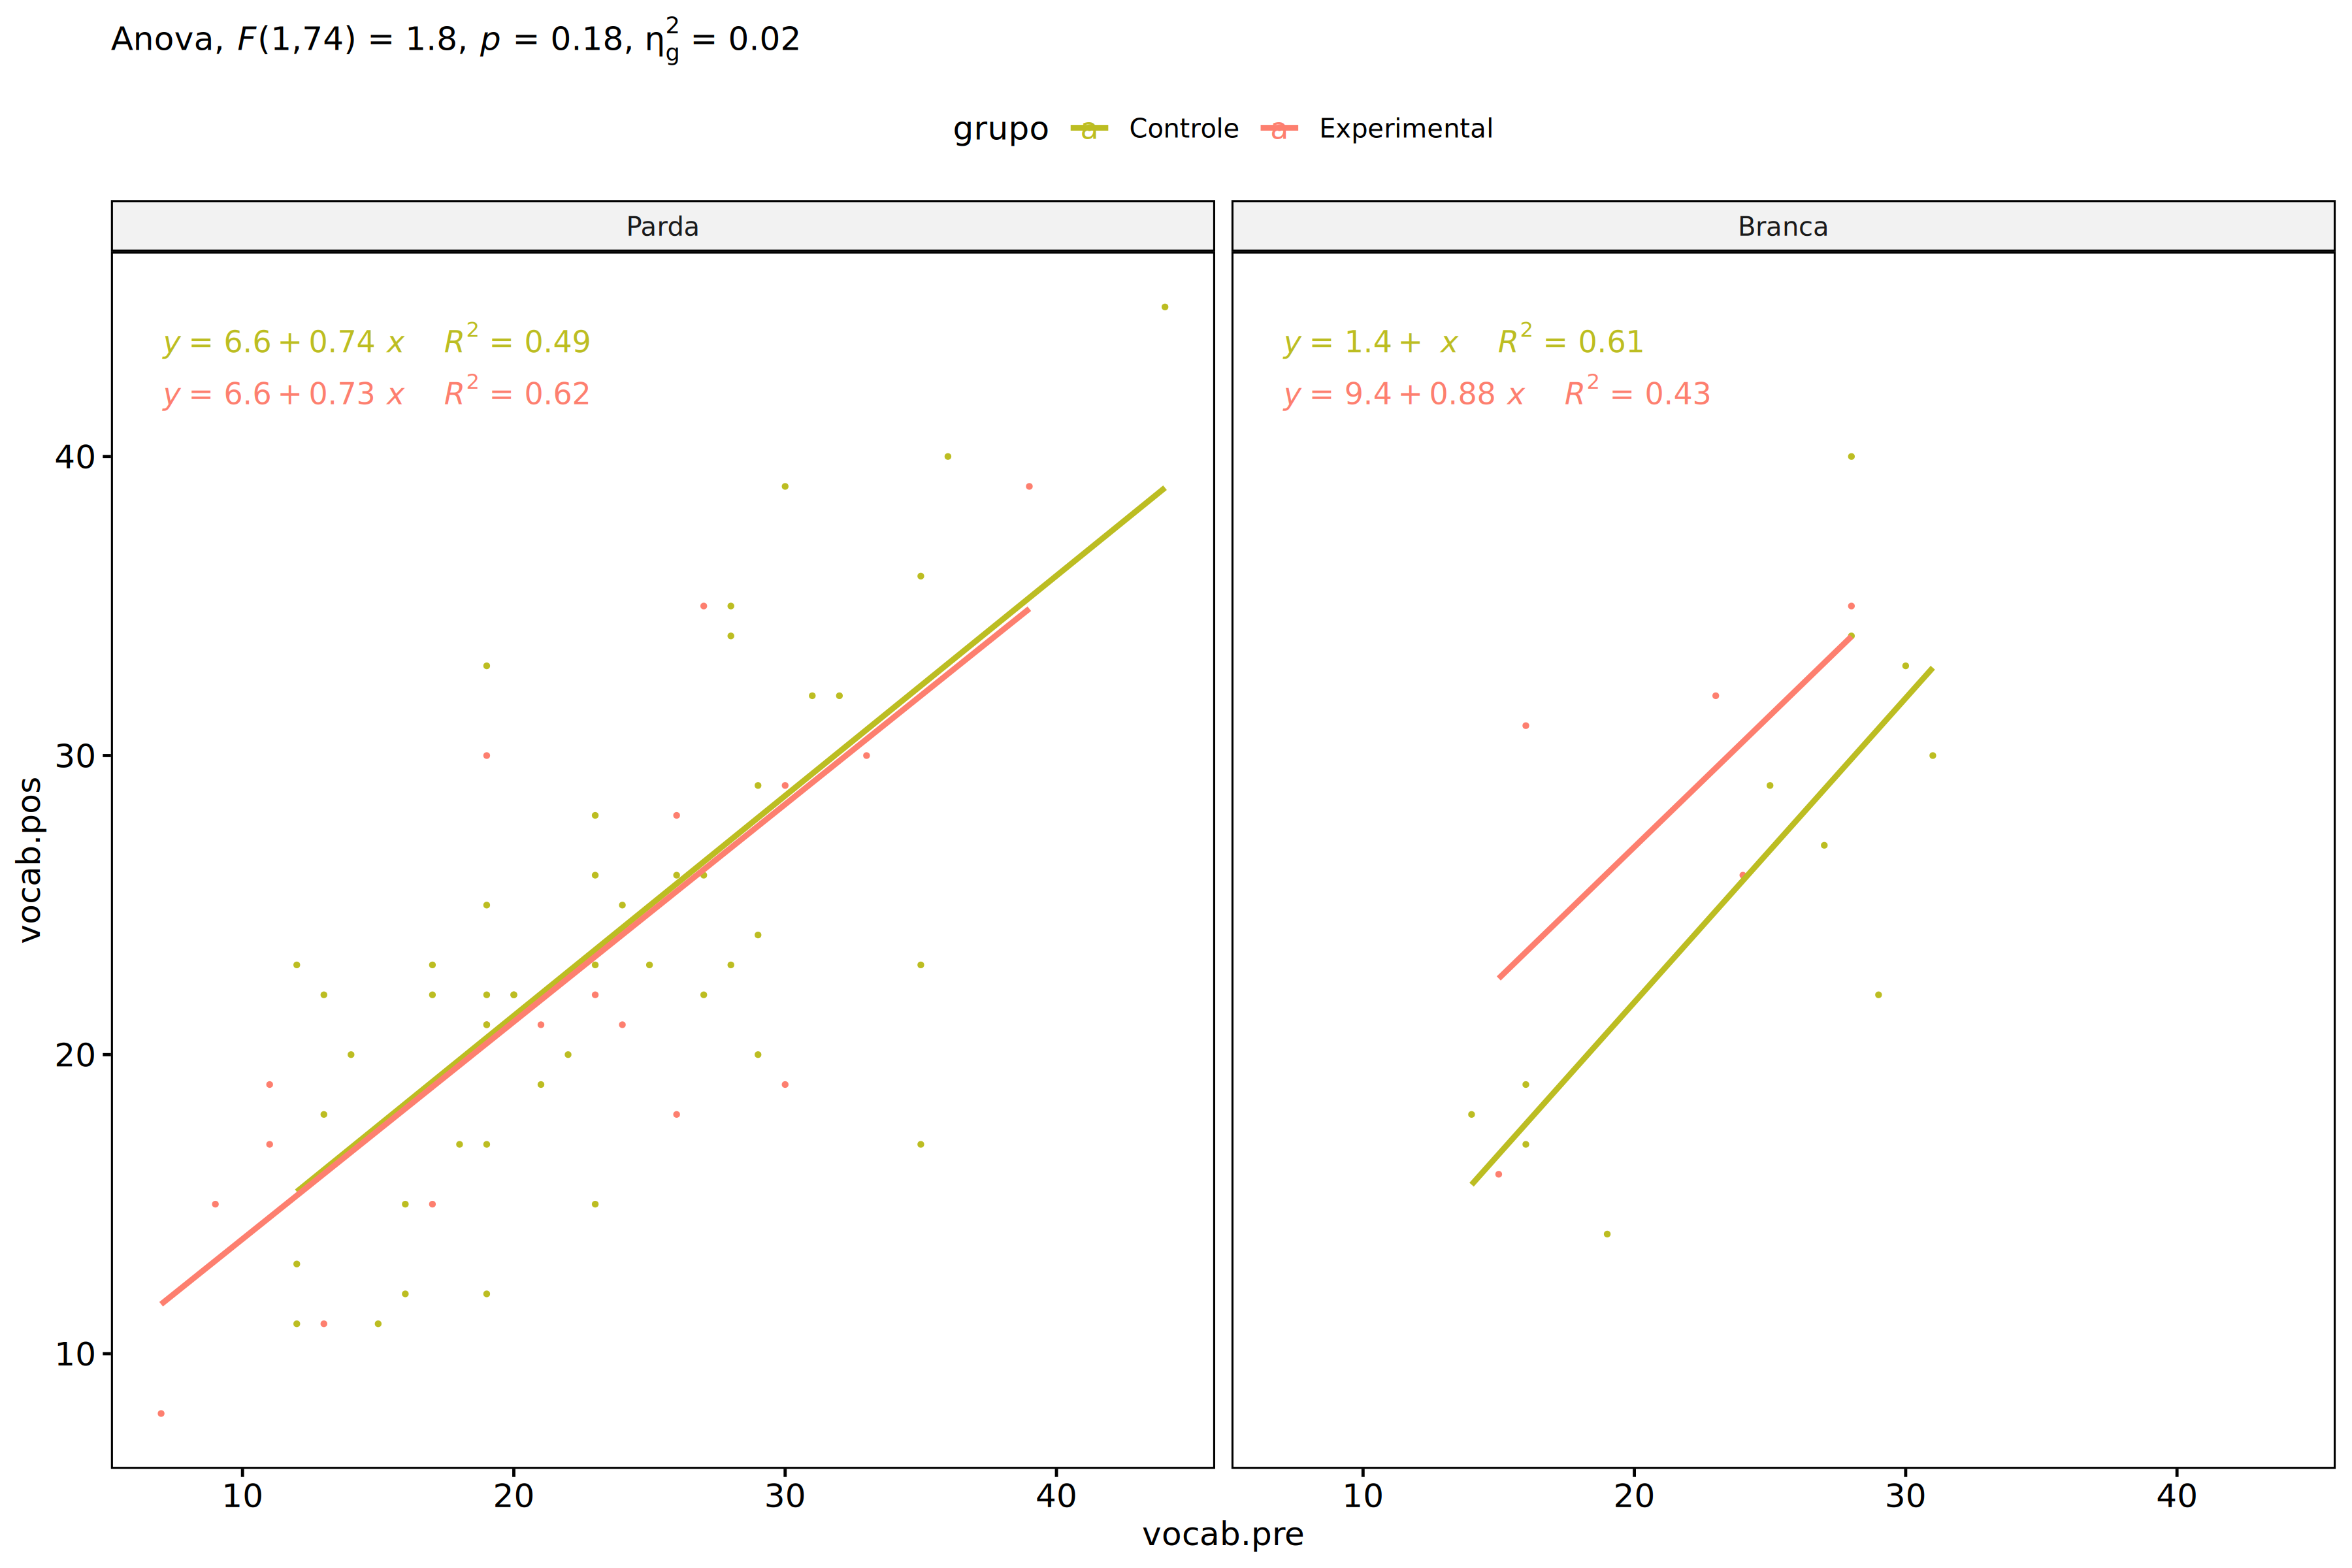 Anova, F(1,74) = 1.8, p = 0.18, η²g = 0.02
grupo a Controle a Experimental
Parda Branca
y = 6.6 + 0.74 x R² = 0.49
y = 6.6 + 0.73 x R² = 0.62
y = 1.4 + x R² = 0.61
y = 9.4 + 0.88 x R² = 0.43
40
30
20
10
vocab.pos
10 20 30 40 10 20 30 40
vocab.pre